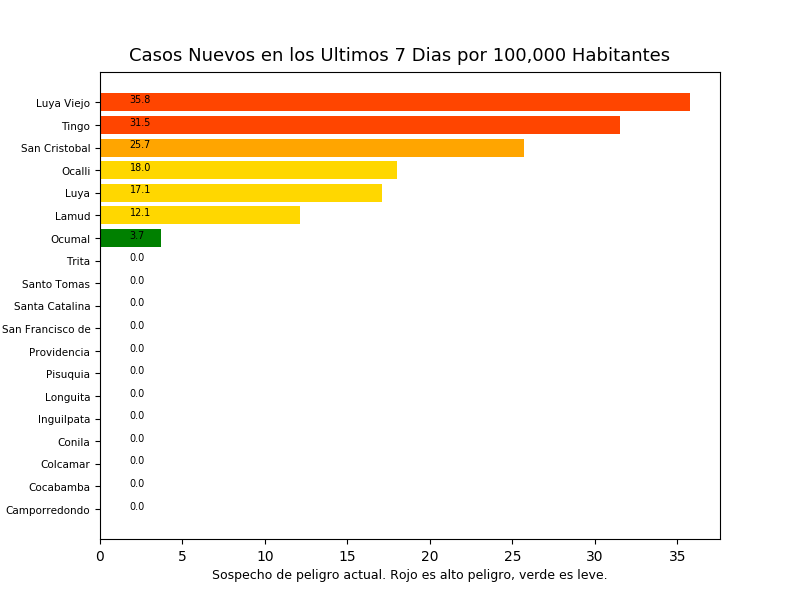 Casos Nuevos en los Ultimos 7 Dias por 100,000 Habitantes
Luya Viejo 35.8
Tingo 31.5
San Cristobal 25.7
Ocalli 18.0
Luya 17.1
Lamud 12.1
Ocumal 3.7
Trita 0.0
Santo Tomas 0.0
Santa Catalina 0.0
San Francisco de 0.0
Providencia 0.0
Pisuquia 0.0
Longuita 0.0
Inguilpata 0.0
Conila 0.0
Colcamar 0.0
Cocabamba 0.0
Camporredondo 0.0
0 5 10 15 20 25 30 35
Sospecho de peligro actual. Rojo es alto peligro, verde es leve.